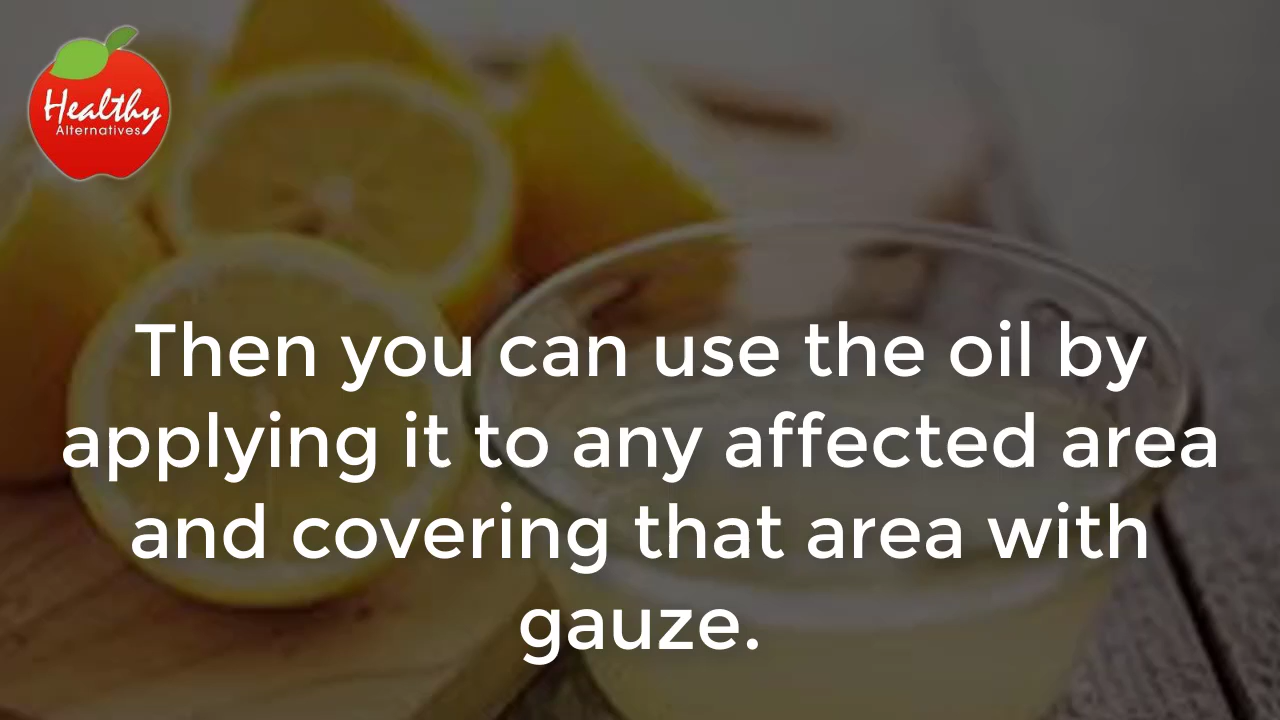 Healthy
Alternatives
Then you can use the oil by
applying it to any affected area
and covering that area with
gauze.